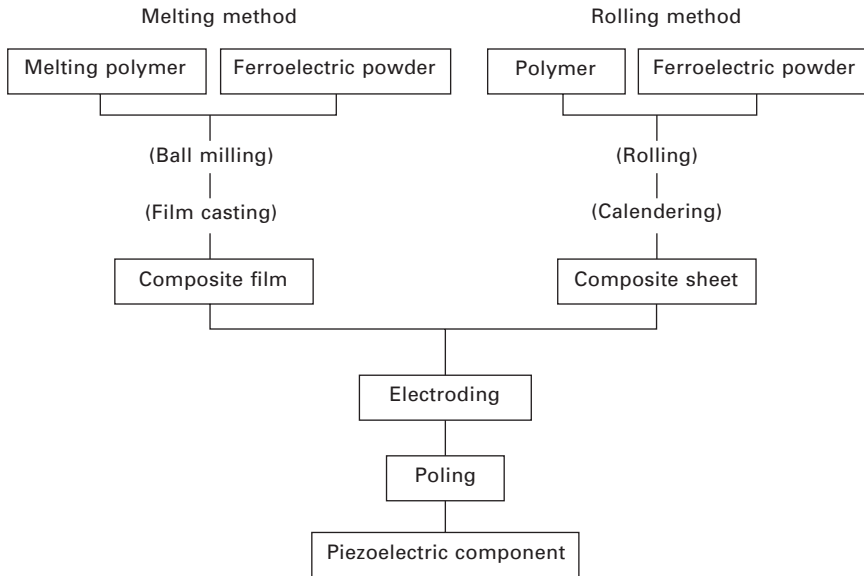 Melting method
Rolling method
Melting polymer
Ferroelectric powder
Polymer
Ferroelectric powder
(Ball milling)
(Rolling)
(Film casting)
(Calendering)
Composite film
Composite sheet
Electroding
Poling
Piezoelectric component